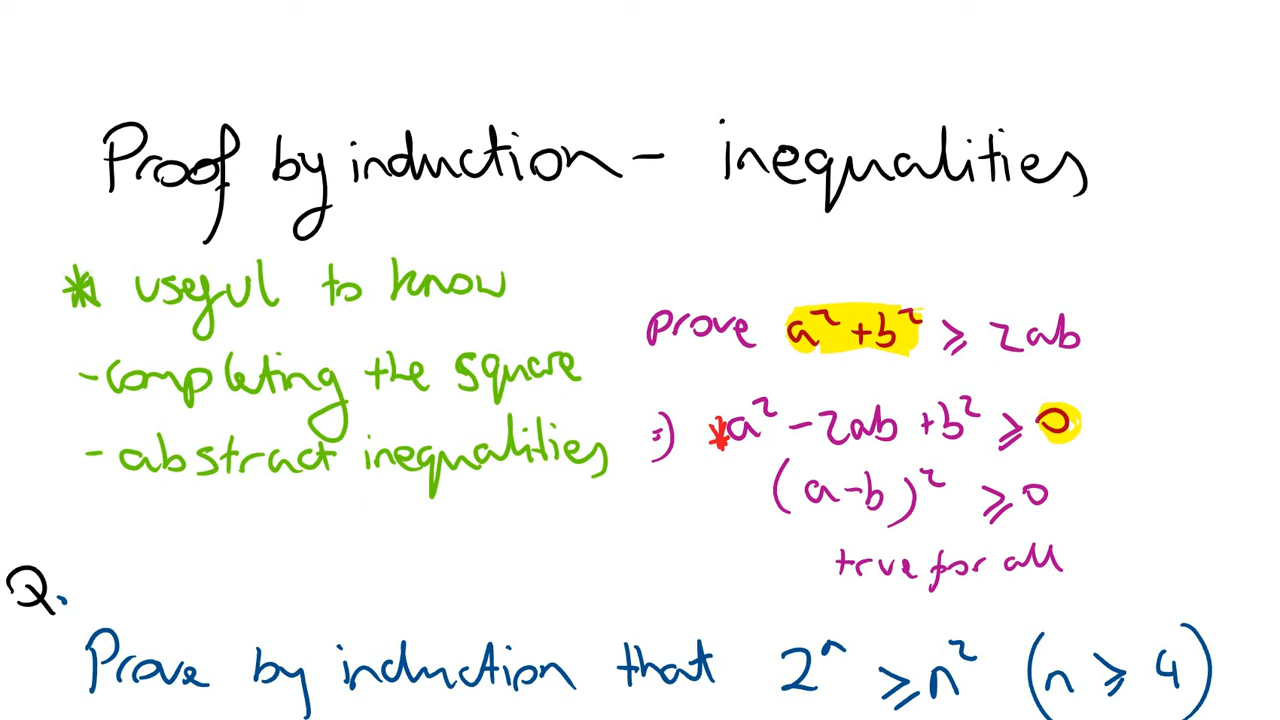 Proof by induction – inequalities
* useful to know
- completing the square
- abstract inequalities
prove a² + b² ⩾ 2ab
=) *a² - 2ab + b² ⩾ 0
(a - b)² ⩾ 0
true for all
Q.
Prove by induction that 2ⁿ ⩾ n² (n ⩾ 4)